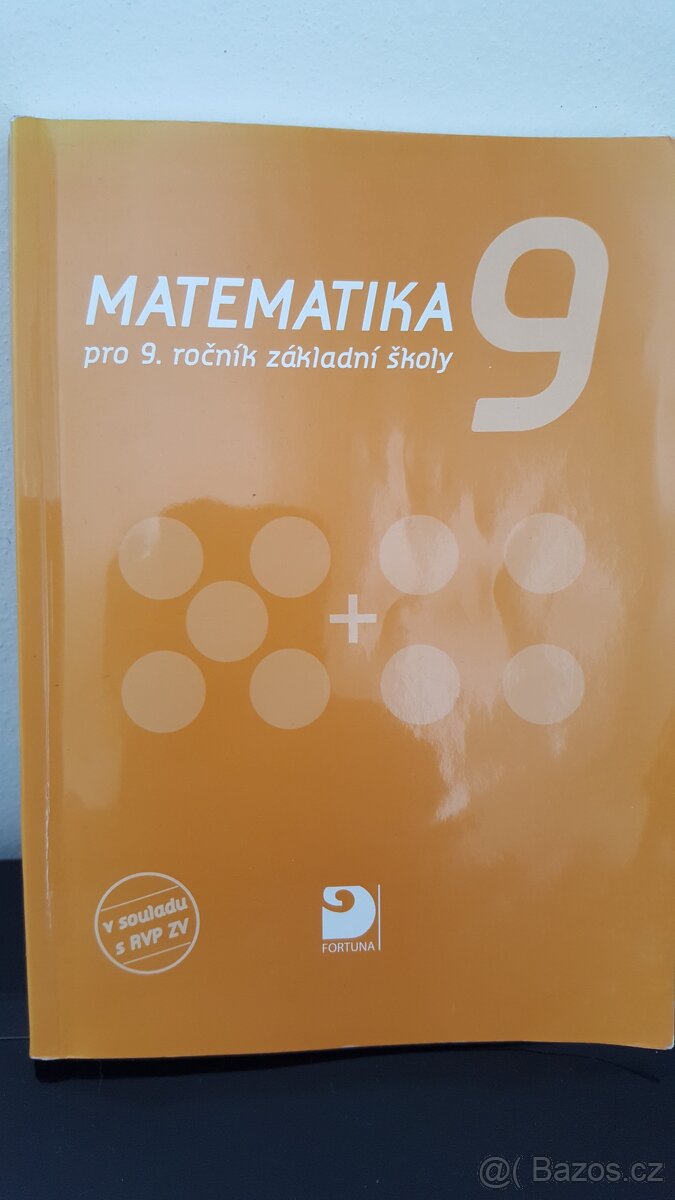 MATEMATIKA 9
pro 9. ročník základní školy
+
v souladu
s RVP ZV
FORTUNA
@( Bazos.cz